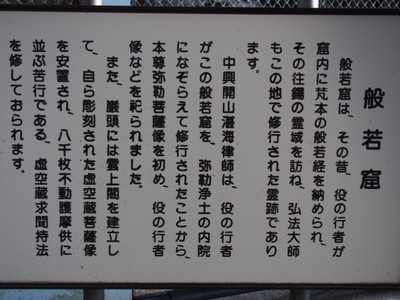 般若窟
般若窟は、その昔、役の行者が
窟内に梵本の般若経を納められ、
その往錫の霊域を訪ね、弘法大師
もこの地で修行された霊跡であり
ます。
中興開山湛海律師は、役の行者
がこの般若窟を、弥勒浄土の内院
になぞらえて修行されたことから、
本尊弥勒菩薩像を初め、役の行者
像などを祀られました。
また、巌頭には雲上閣を建立し
て、自ら彫刻された虚空蔵菩薩像
を安置され、八千枚不動護摩供に
並ぶ苦行である、虚空蔵求聞持法
を修しておられます。